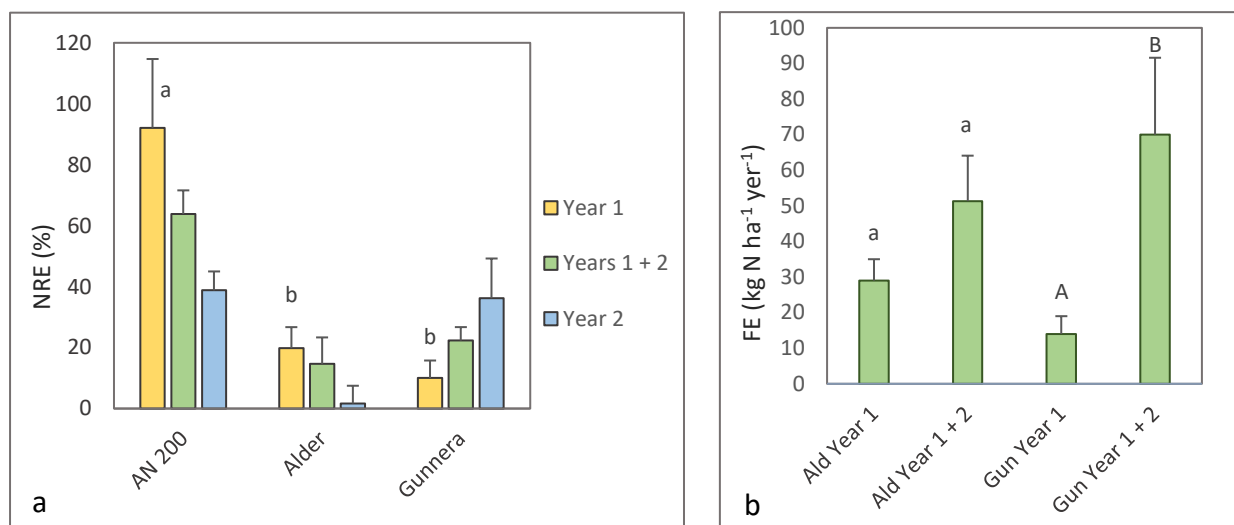 120
100
80
60
40
20
0
NRE (%)
a
b
b
AN 200
Alder
Gunnera
Year 1
Years 1 + 2
Year 2
a
100
90
80
70
60
50
40
30
20
10
0
FE (kg N ha⁻¹ yer⁻¹)
a
a
A
B
Ald Year 1
Ald Year 1 + 2
Gun Year 1
Gun Year 1 + 2
b